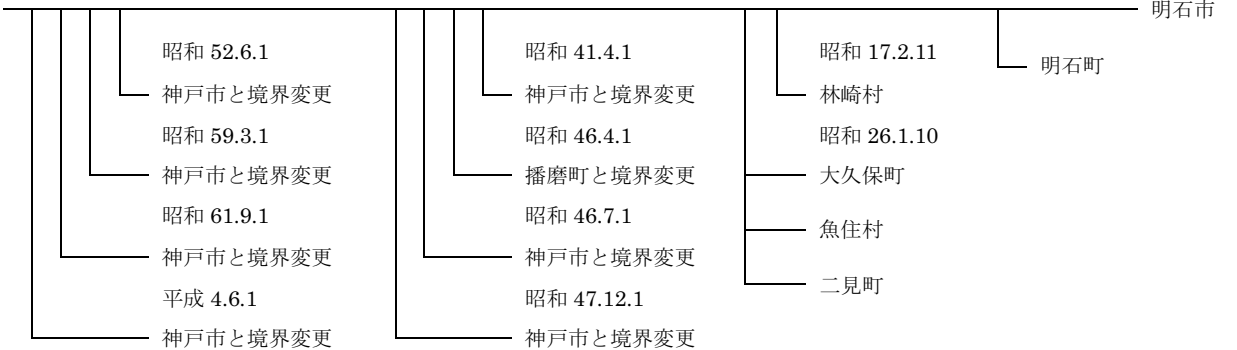 明石市
明石町
昭和 17.2.11
林崎村
昭和 26.1.10
大久保町
魚住村
二見町
昭和 41.4.1
神戸市と境界変更
昭和 46.4.1
播磨町と境界変更
昭和 46.7.1
神戸市と境界変更
昭和 47.12.1
神戸市と境界変更
昭和 52.6.1
神戸市と境界変更
昭和 59.3.1
神戸市と境界変更
昭和 61.9.1
神戸市と境界変更
平成 4.6.1
神戸市と境界変更